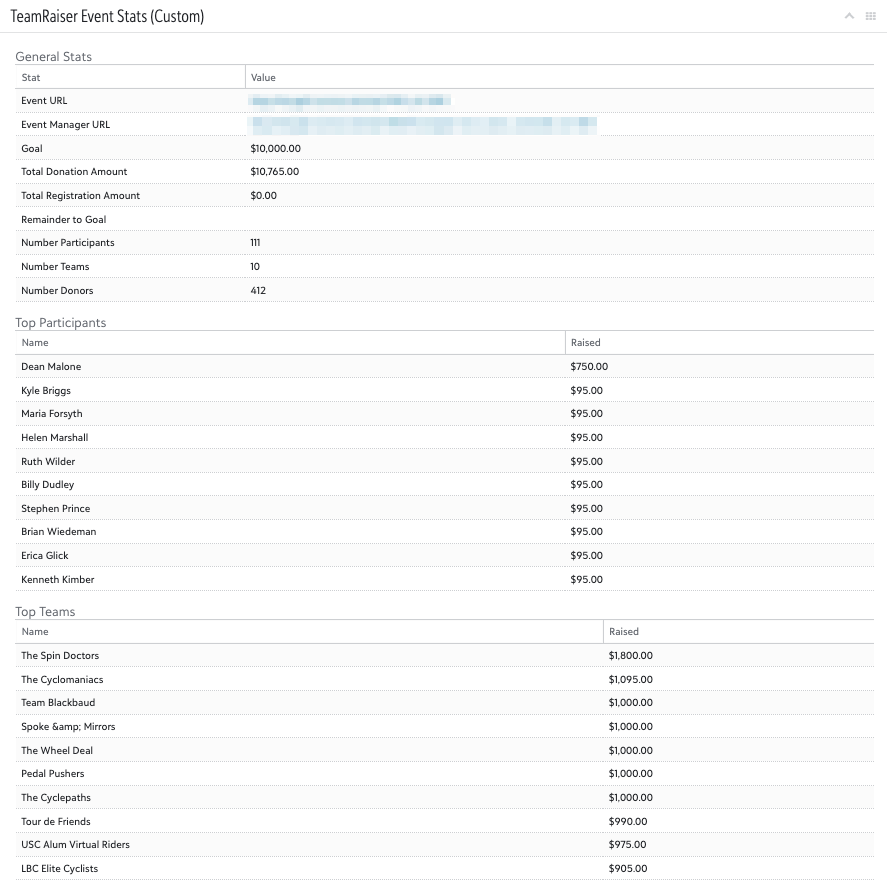 TeamRaiser Event Stats (Custom)
General Stats
Stat Value
Event URL
Event Manager URL
Goal $10,000.00
Total Donation Amount $10,765.00
Total Registration Amount $0.00
Remainder to Goal
Number Participants 111
Number Teams 10
Number Donors 412
Top Participants
Name Raised
Dean Malone $750.00
Kyle Briggs $95.00
Maria Forsyth $95.00
Helen Marshall $95.00
Ruth Wilder $95.00
Billy Dudley $95.00
Stephen Prince $95.00
Brian Wiedeman $95.00
Erica Glick $95.00
Kenneth Kimber $95.00
Top Teams
Name Raised
The Spin Doctors $1,800.00
The Cyclomaniacs $1,095.00
Team Blackbaud $1,000.00
Spoke &amp; Mirrors $1,000.00
The Wheel Deal $1,000.00
Pedal Pushers $1,000.00
The Cyclepaths $1,000.00
Tour de Friends $990.00
USC Alum Virtual Riders $975.00
LBC Elite Cyclists $905.00